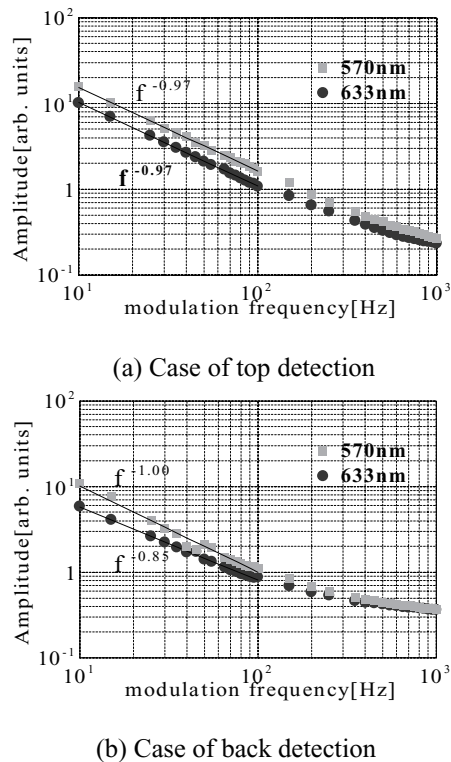 10^2
10^1
1
10^-1
Amplitude[arb. units]
570nm
633nm
f^-0.97
f^-0.97
10^1
10^2
10^3
modulation frequency[Hz]
(a) Case of top detection
10^2
10^1
1
10^-1
Amplitude[arb. units]
570nm
633nm
f^-1.00
f^-0.85
10^1
10^2
10^3
modulation frequency[Hz]
(b) Case of back detection